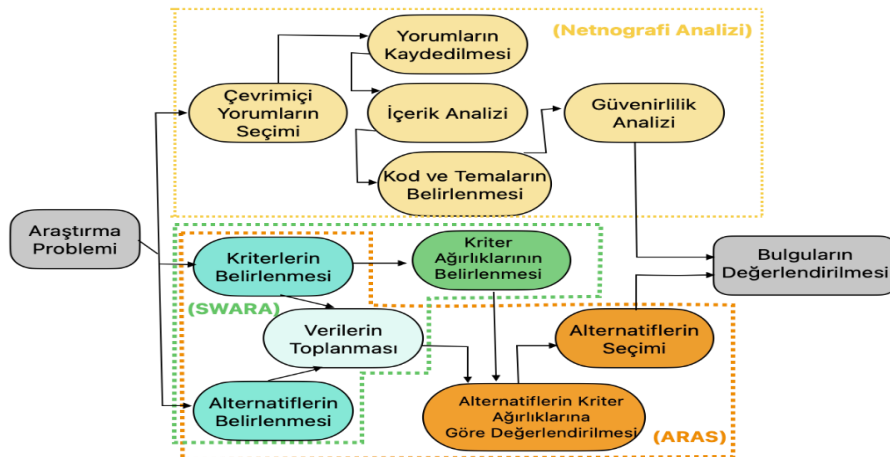 (Netnografi Analizi)
Yorumların
Kaydedilmesi
Çevrimiçi
Yorumların
Seçimi
İçerik Analizi
Güvenirlilik
Analizi
Kod ve Temaların
Belirlenmesi
Araştırma
Problemi
Kriterlerin
Belirlenmesi
Kriter
Ağırlıklarının
Belirlenmesi
Bulguların
Değerlendirilmesi
(SWARA)
Verilerin
Toplanması
Alternatiflerin
Seçimi
Alternatiflerin
Belirlenmesi
Alternatiflerin Kriter
Ağırlıklarına
Göre Değerlendirilmesi
(ARAS)